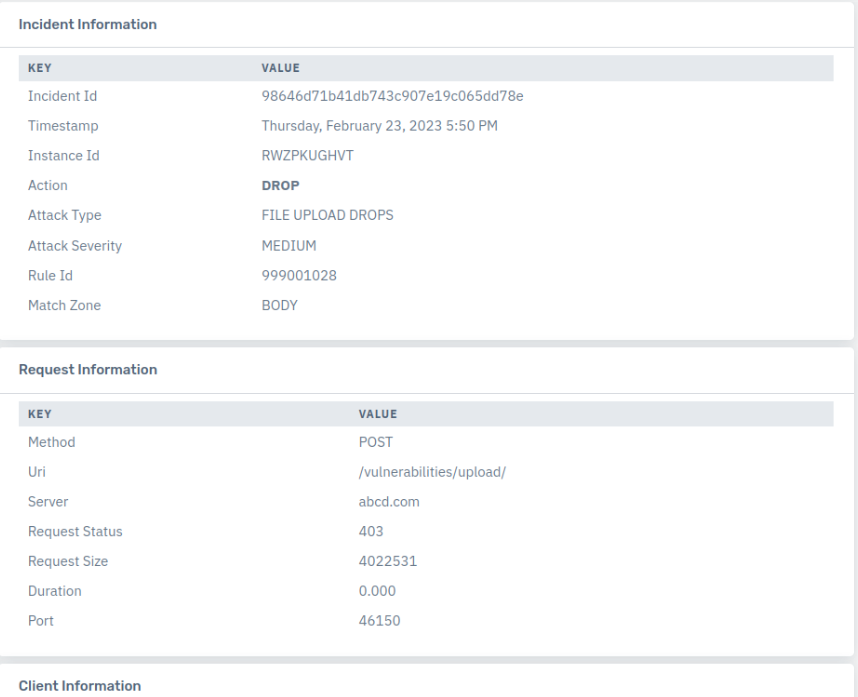 Incident Information
KEY VALUE
Incident Id 98646d71b41db743c907e19c065dd78e
Timestamp Thursday, February 23, 2023 5:50 PM
Instance Id RWZPKUGHVT
Action DROP
Attack Type FILE UPLOAD DROPS
Attack Severity MEDIUM
Rule Id 999001028
Match Zone BODY
Request Information
KEY VALUE
Method POST
Uri /vulnerabilities/upload/
Server abcd.com
Request Status 403
Request Size 4022531
Duration 0.000
Port 46150
Client Information